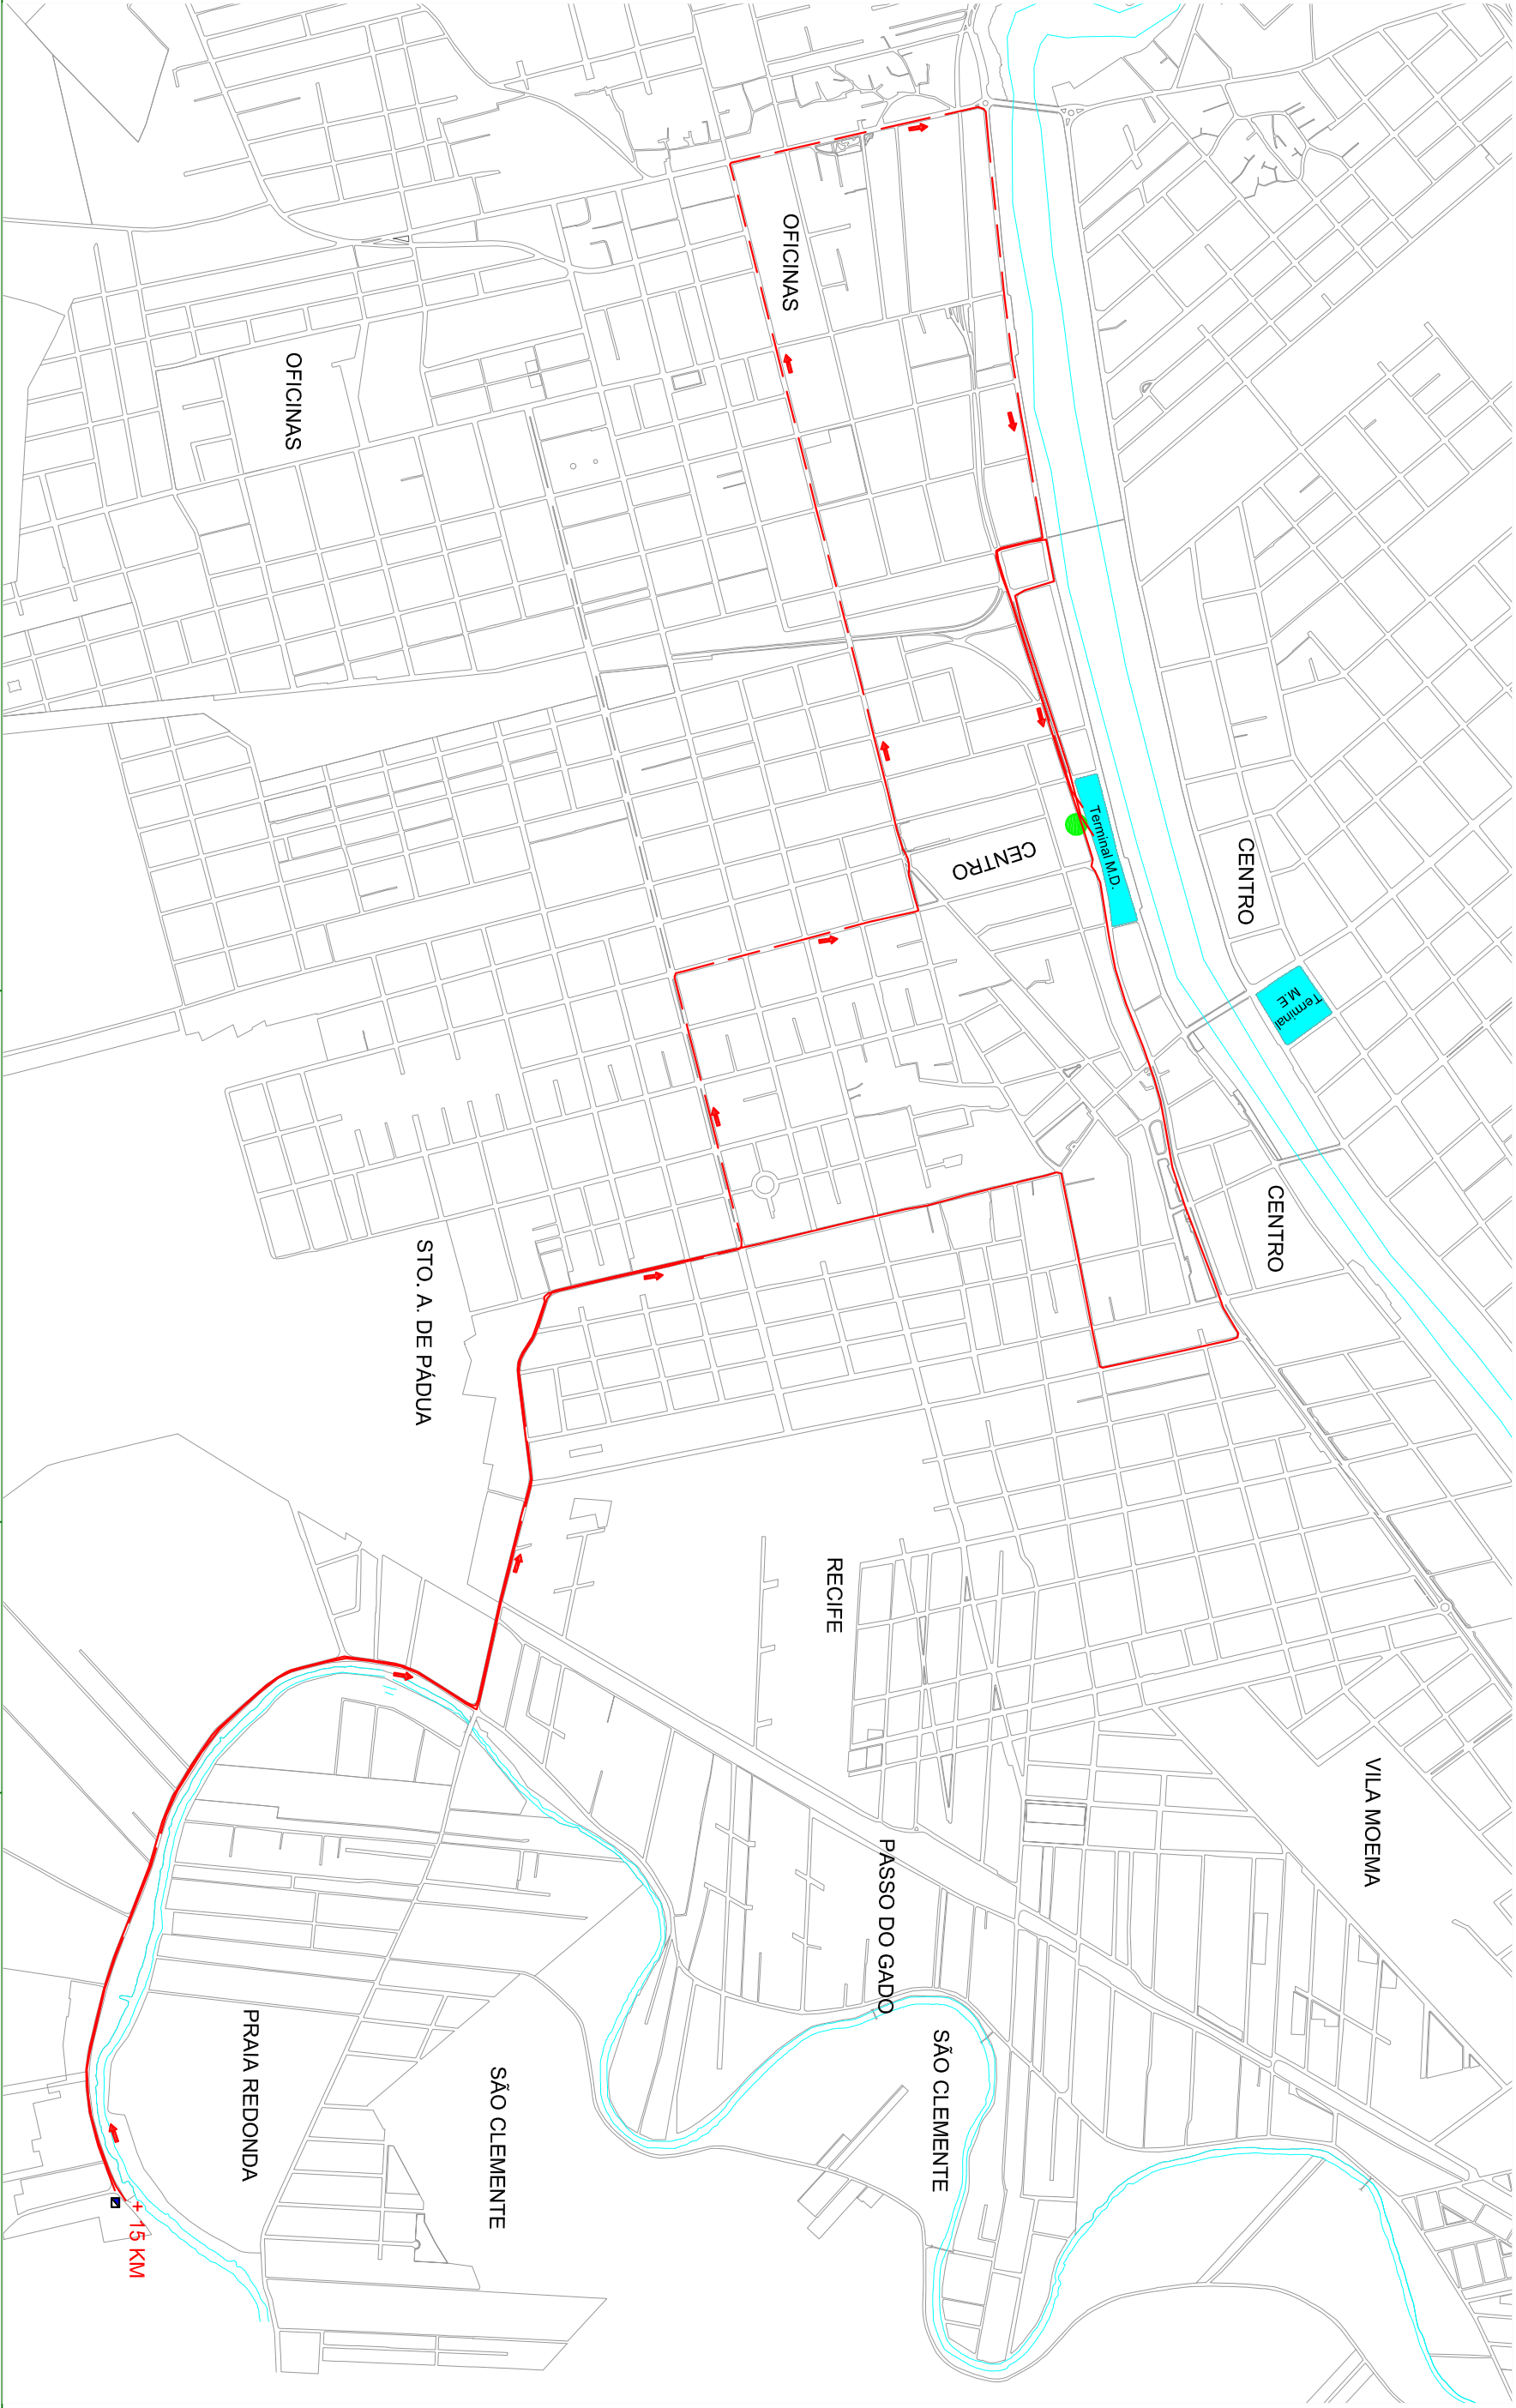 OFICINAS
OFICINAS
CENTRO
Terminal M.D.
CENTRO
Terminal
M.E
CENTRO
STO. A. DE PÁDUA
RECIFE
VILA MOEMA
PASSO DO GADO
PRAIA REDONDA
SÃO CLEMENTE
SÃO CLEMENTE
+ 15 KM